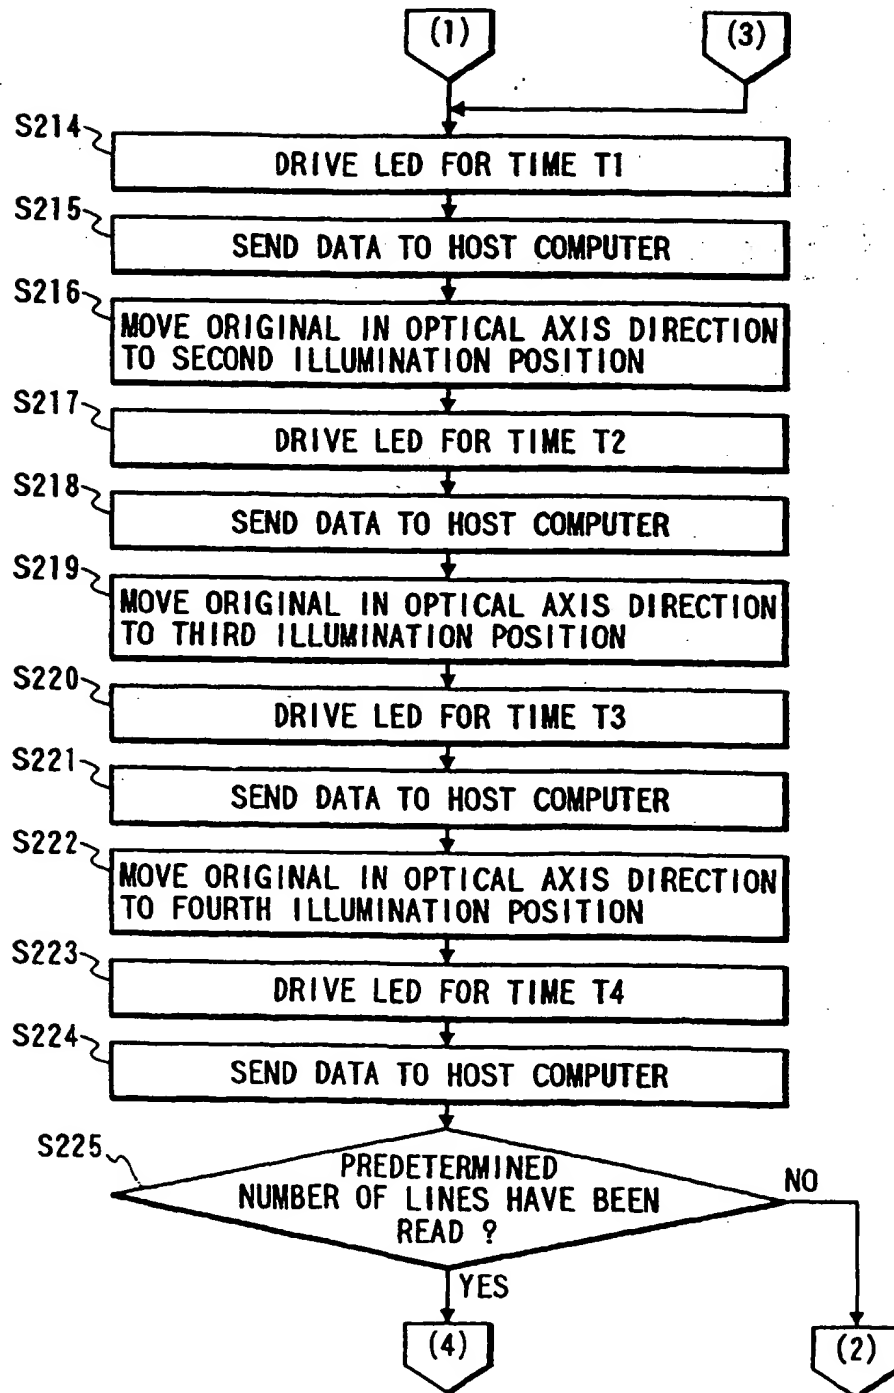 (1)
(3)
S214
DRIVE LED FOR TIME T1
S215
SEND DATA TO HOST COMPUTER
S216
MOVE ORIGINAL IN OPTICAL AXIS DIRECTION
TO SECOND ILLUMINATION POSITION
S217
DRIVE LED FOR TIME T2
S218
SEND DATA TO HOST COMPUTER
S219
MOVE ORIGINAL IN OPTICAL AXIS DIRECTION
TO THIRD ILLUMINATION POSITION
S220
DRIVE LED FOR TIME T3
S221
SEND DATA TO HOST COMPUTER
S222
MOVE ORIGINAL IN OPTICAL AXIS DIRECTION
TO FOURTH ILLUMINATION POSITION
S223
DRIVE LED FOR TIME T4
S224
SEND DATA TO HOST COMPUTER
S225
PREDETERMINED
NUMBER OF LINES HAVE BEEN
READ ?
NO
YES
(4)
(2)